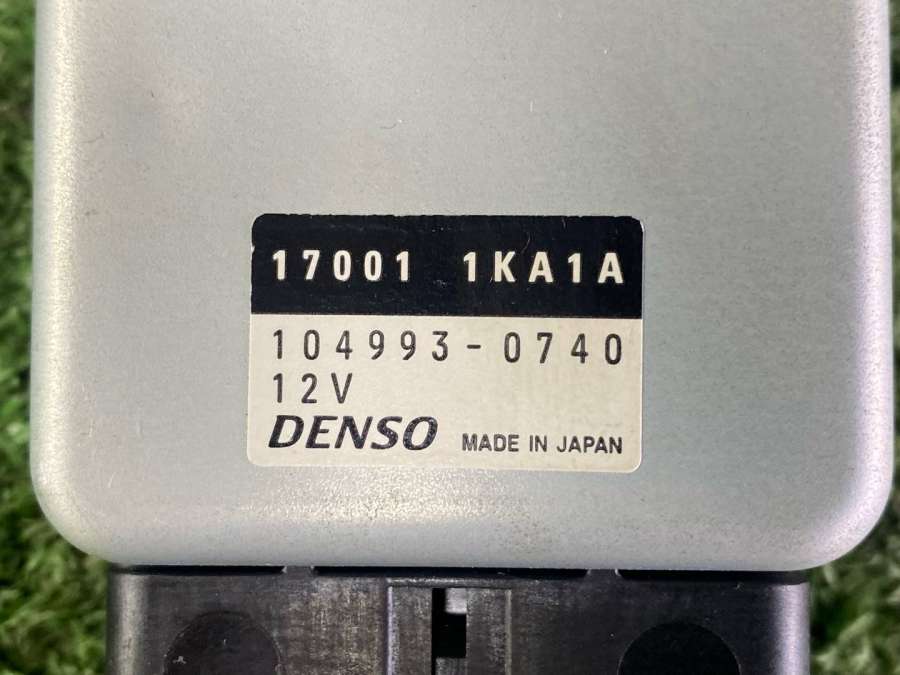 17001 1KA1A
104993-0740
12V
DENSO MADE IN JAPAN